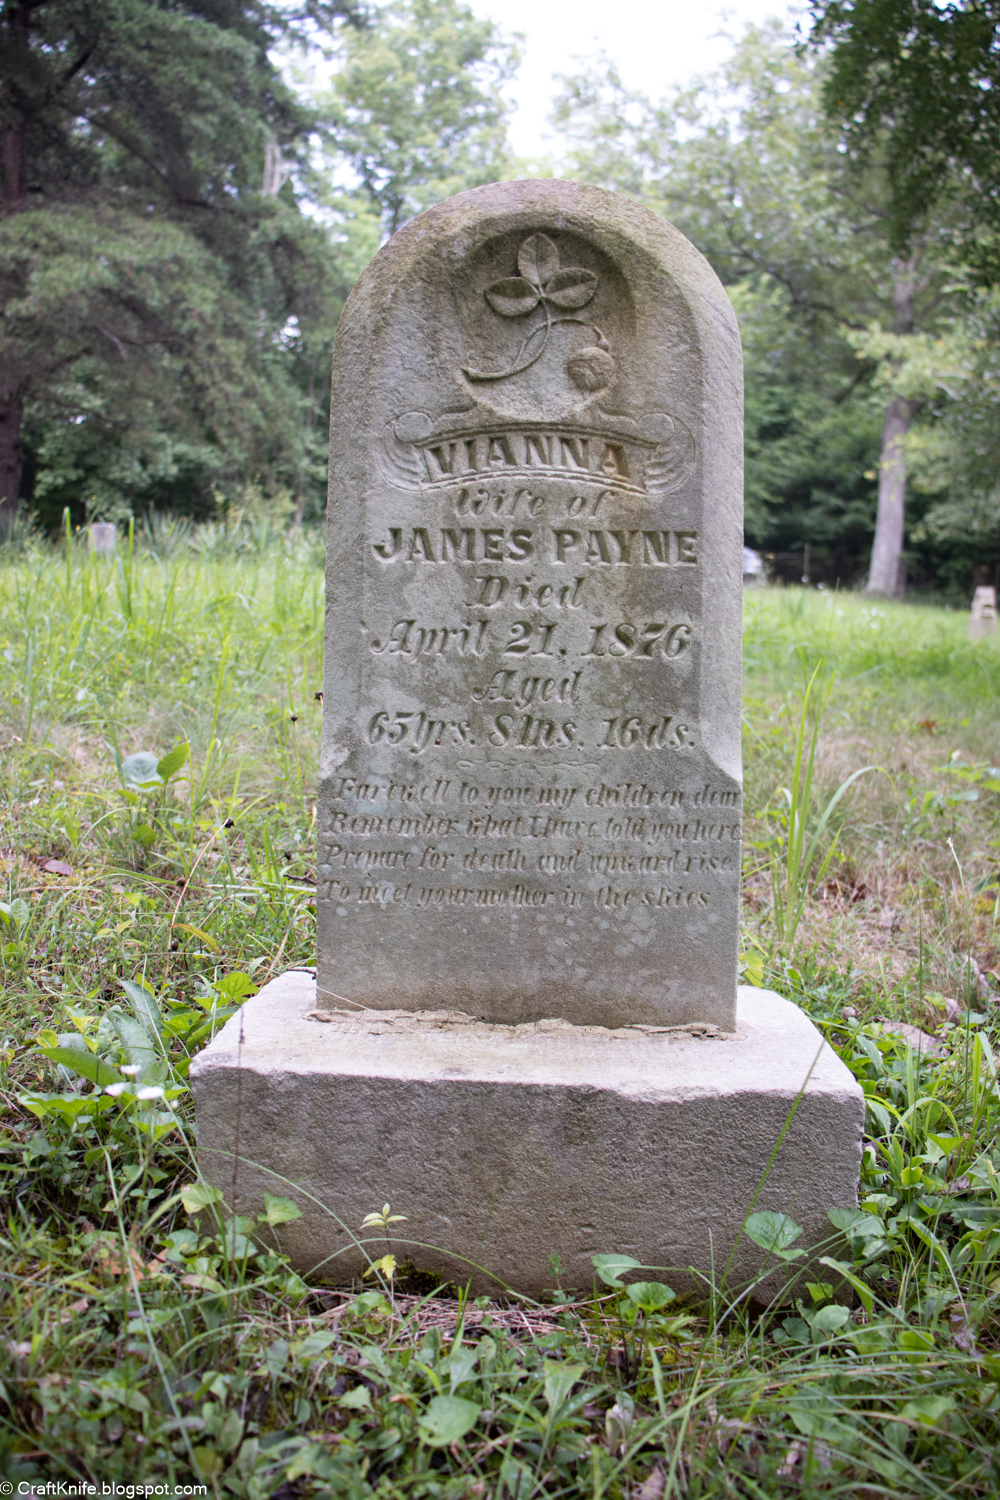 VIANNA
Wife of
JAMES PAYNE
Died
April 21, 1876
Aged
65 yrs. 8 Ms. 16 ds.
Farewell to you my children dear
Remember what I have told you here
Prepare for death and upward rise
To meet your mother in the skies
© CraftKnife.blogspot.com